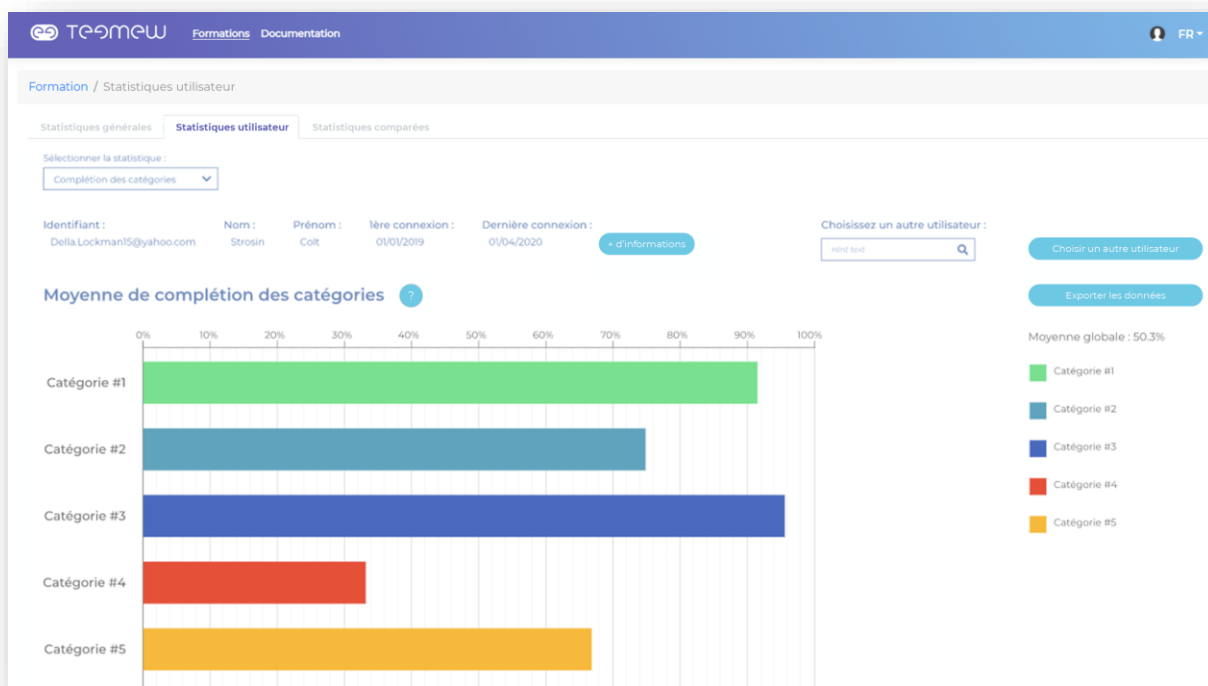 TEEMEW Formations Documentation FR
Formation / Statistiques utilisateur
Statistiques générales Statistiques utilisateur Statistiques comparées
Sélectionner la statistique :
Complétion des catégories
Identifiant : Nom : Prénom : 1ère connexion : Dernière connexion : Choisissez un autre utilisateur :
Della.Lockman15@yahoo.com Strosin Colt 01/01/2019 01/04/2020 + d'informations Hint text Choisir un autre utilisateur
Moyenne de complétion des catégories ? Exporter les données
0% 10% 20% 30% 40% 50% 60% 70% 80% 90% 100%
Moyenne globale : 50.3%
Catégorie #1
Catégorie #2
Catégorie #3
Catégorie #4
Catégorie #5
Catégorie #1
Catégorie #2
Catégorie #3
Catégorie #4
Catégorie #5